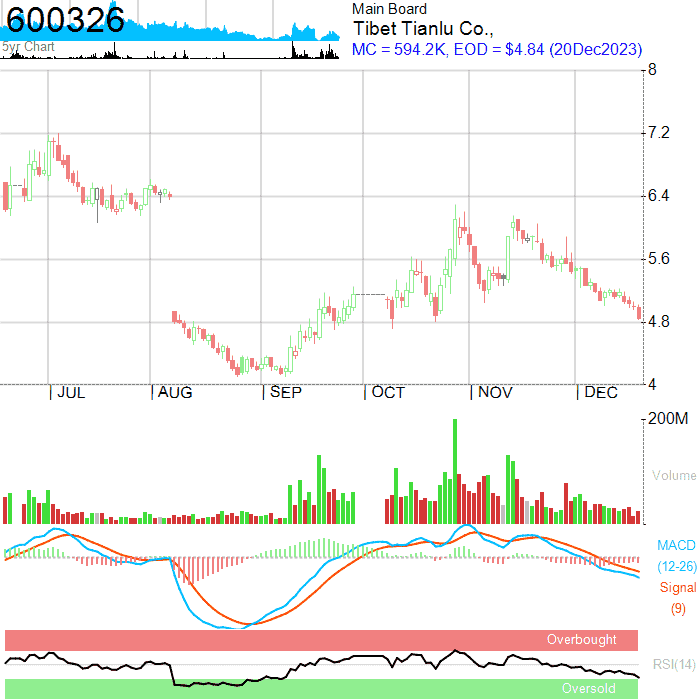 600326
5yr Chart
Main Board
Tibet Tianlu Co.,
MC = 594.2K, EOD = $4.84 (20Dec2023)
8
7.2
6.4
5.6
4.8
4
JUL
AUG
SEP
OCT
NOV
DEC
200M
Volume
MACD
(12-26)
Signal
(9)
Overbought
RSI(14)
Oversold